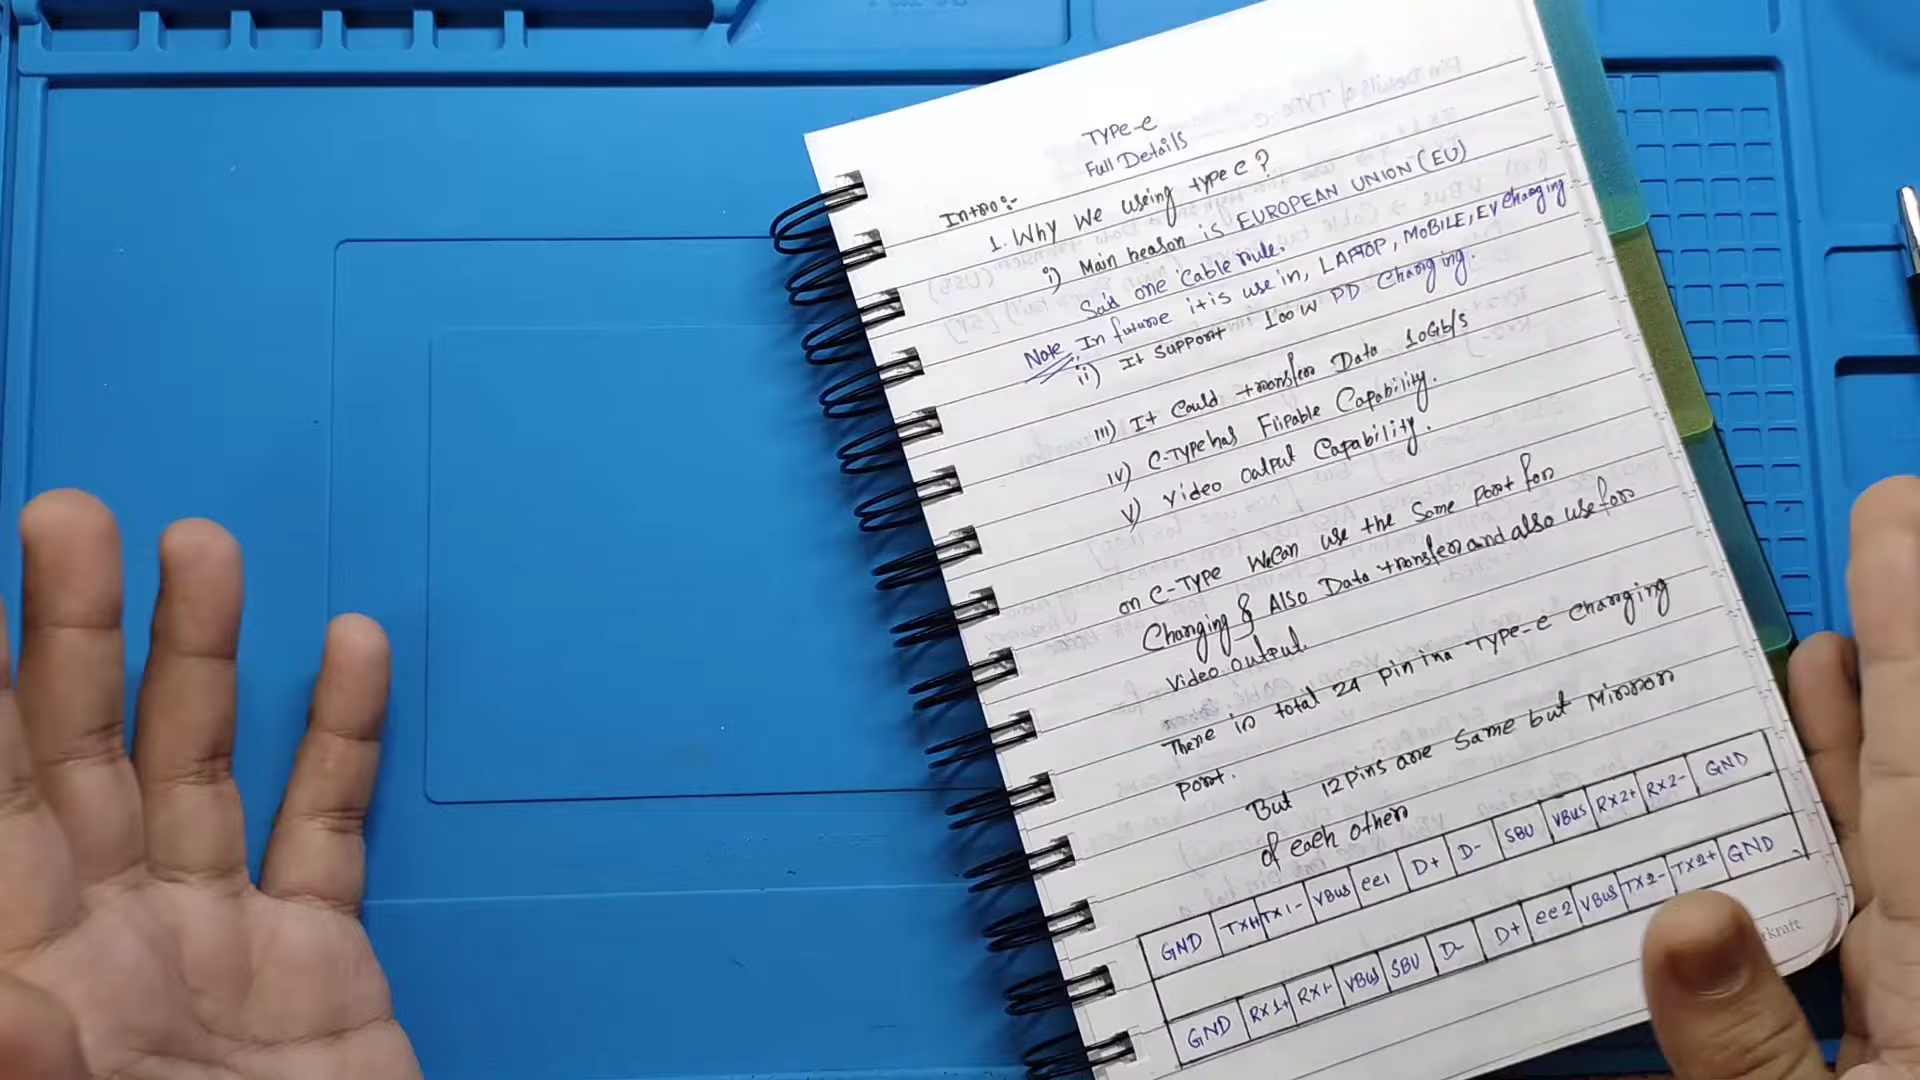 Type-c
Full Details
Intro:-
1. Why We useing type c?
i) Main reason is EUROPEAN UNION (EU)
Said one cable rule.
Note In future it is use in, LAPTOP, MOBILE, EV charging
ii) It support 100W PD Charging.
iii) It Could transfer Data 10Gb/s
iv) C-Type has Flipable Capability.
v) Video output Capability.
on C-Type We can use the Same Port for
Charging & Also Data transfer and also use for
Video output.
There is total 24 pin in a Type-c charging
port.
But 12 pins are Same but Mirror
of each other
GND TX1+ TX1- VBUS cc1 D+ D- SBU VBUS RX2+ RX2- GND
GND RX1+ RX1- VBUS SBU D- D+ cc2 VBUS TX2- TX2+ GND